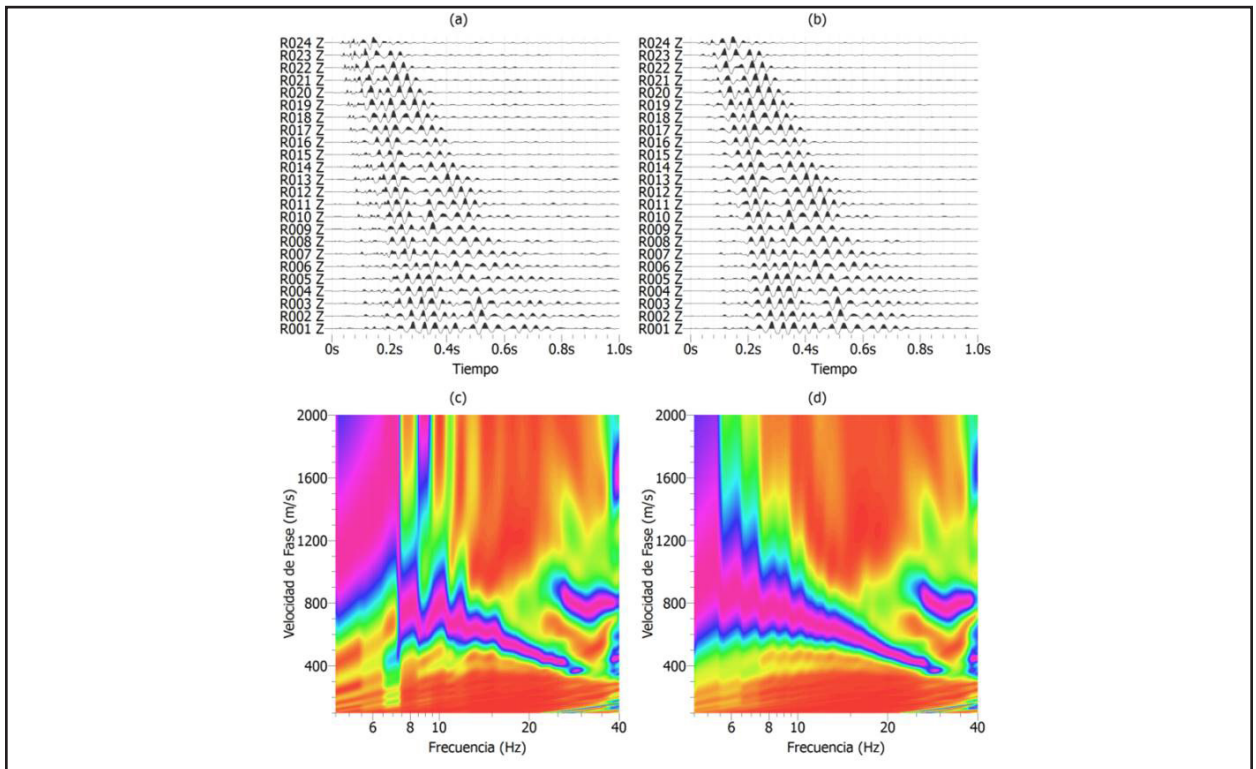 (a)
R024 Z
R023 Z
R022 Z
R021 Z
R020 Z
R019 Z
R018 Z
R017 Z
R016 Z
R015 Z
R014 Z
R013 Z
R012 Z
R011 Z
R010 Z
R009 Z
R008 Z
R007 Z
R006 Z
R005 Z
R004 Z
R003 Z
R002 Z
R001 Z
0s 0.2s 0.4s 0.6s 0.8s 1.0s
Tiempo
(b)
R024 Z
R023 Z
R022 Z
R021 Z
R020 Z
R019 Z
R018 Z
R017 Z
R016 Z
R015 Z
R014 Z
R013 Z
R012 Z
R011 Z
R010 Z
R009 Z
R008 Z
R007 Z
R006 Z
R005 Z
R004 Z
R003 Z
R002 Z
R001 Z
0s 0.2s 0.4s 0.6s 0.8s 1.0s
Tiempo
(c)
Velocidad de Fase (m/s)
2000
1600
1200
800
400
6 8 10 20 40
Frecuencia (Hz)
(d)
Velocidad de Fase (m/s)
2000
1600
1200
800
400
6 8 10 20 40
Frecuencia (Hz)